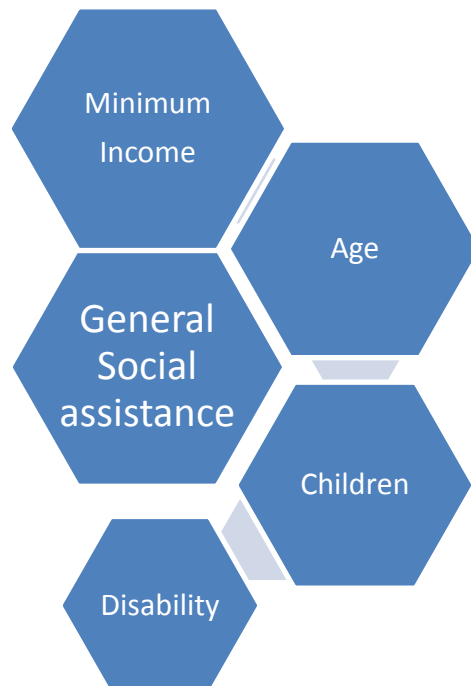 Minimum
Income
Age
General
Social
assistance
Children
Disability